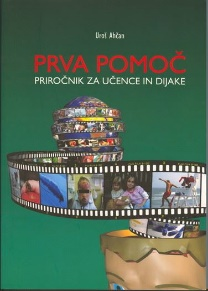 Uroš Ahčan
PRVA POMOČ
PRIROČNIK ZA UČENCE IN DIJAKE